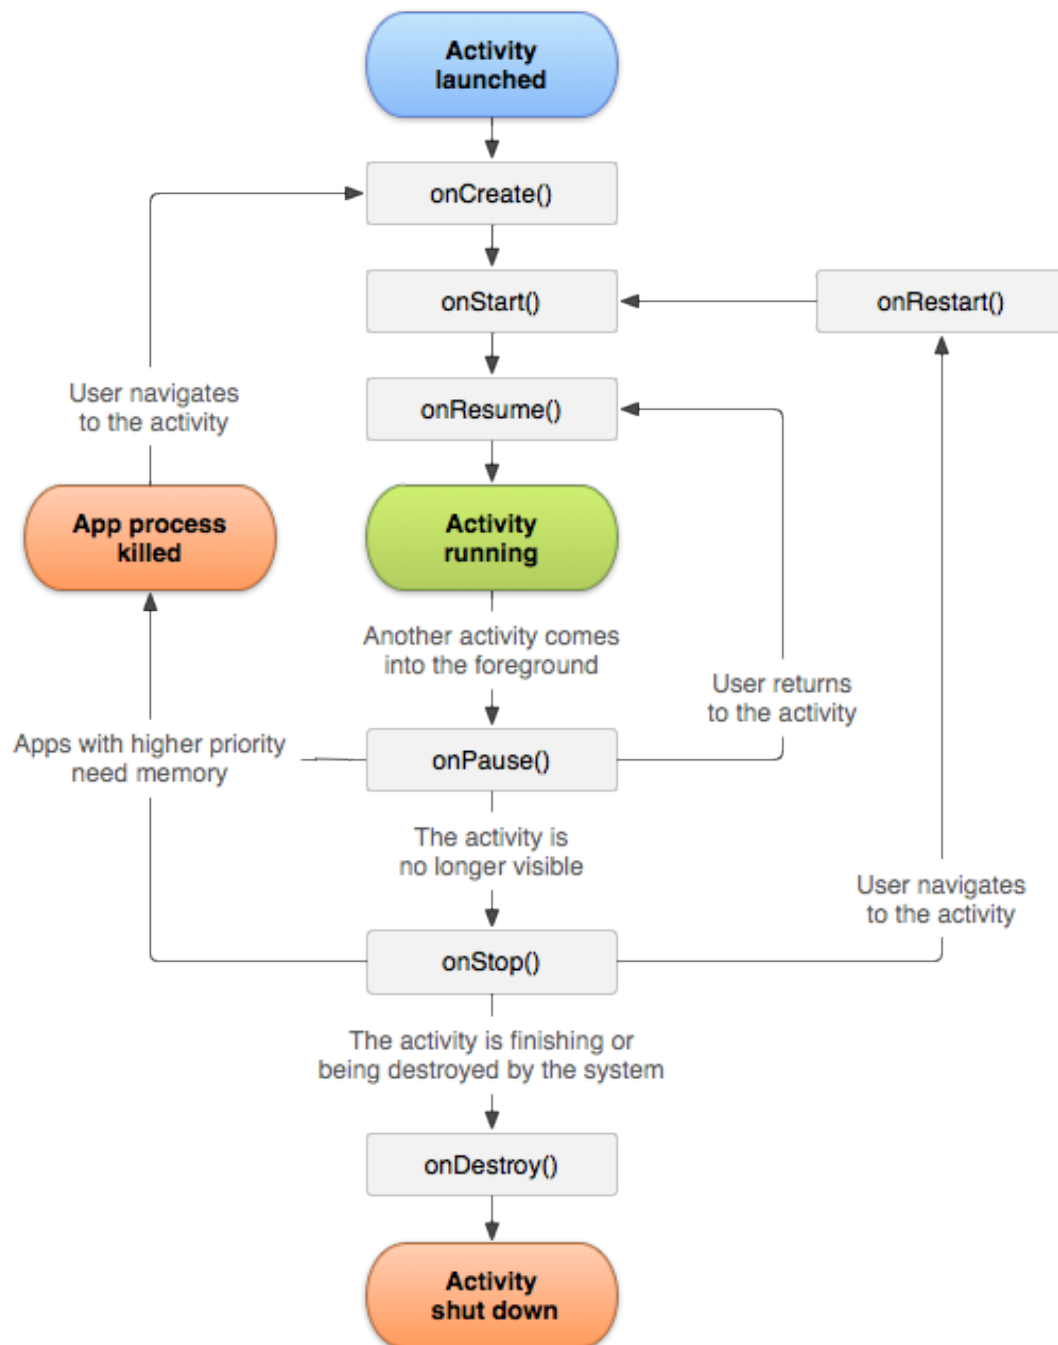 Activity
launched
onCreate()
onStart()
onRestart()
User navigates
to the activity
onResume()
App process
killed
Activity
running
Another activity comes
into the foreground
User returns
to the activity
Apps with higher priority
need memory
onPause()
The activity is
no longer visible
User navigates
to the activity
onStop()
The activity is finishing or
being destroyed by the system
onDestroy()
Activity
shut down